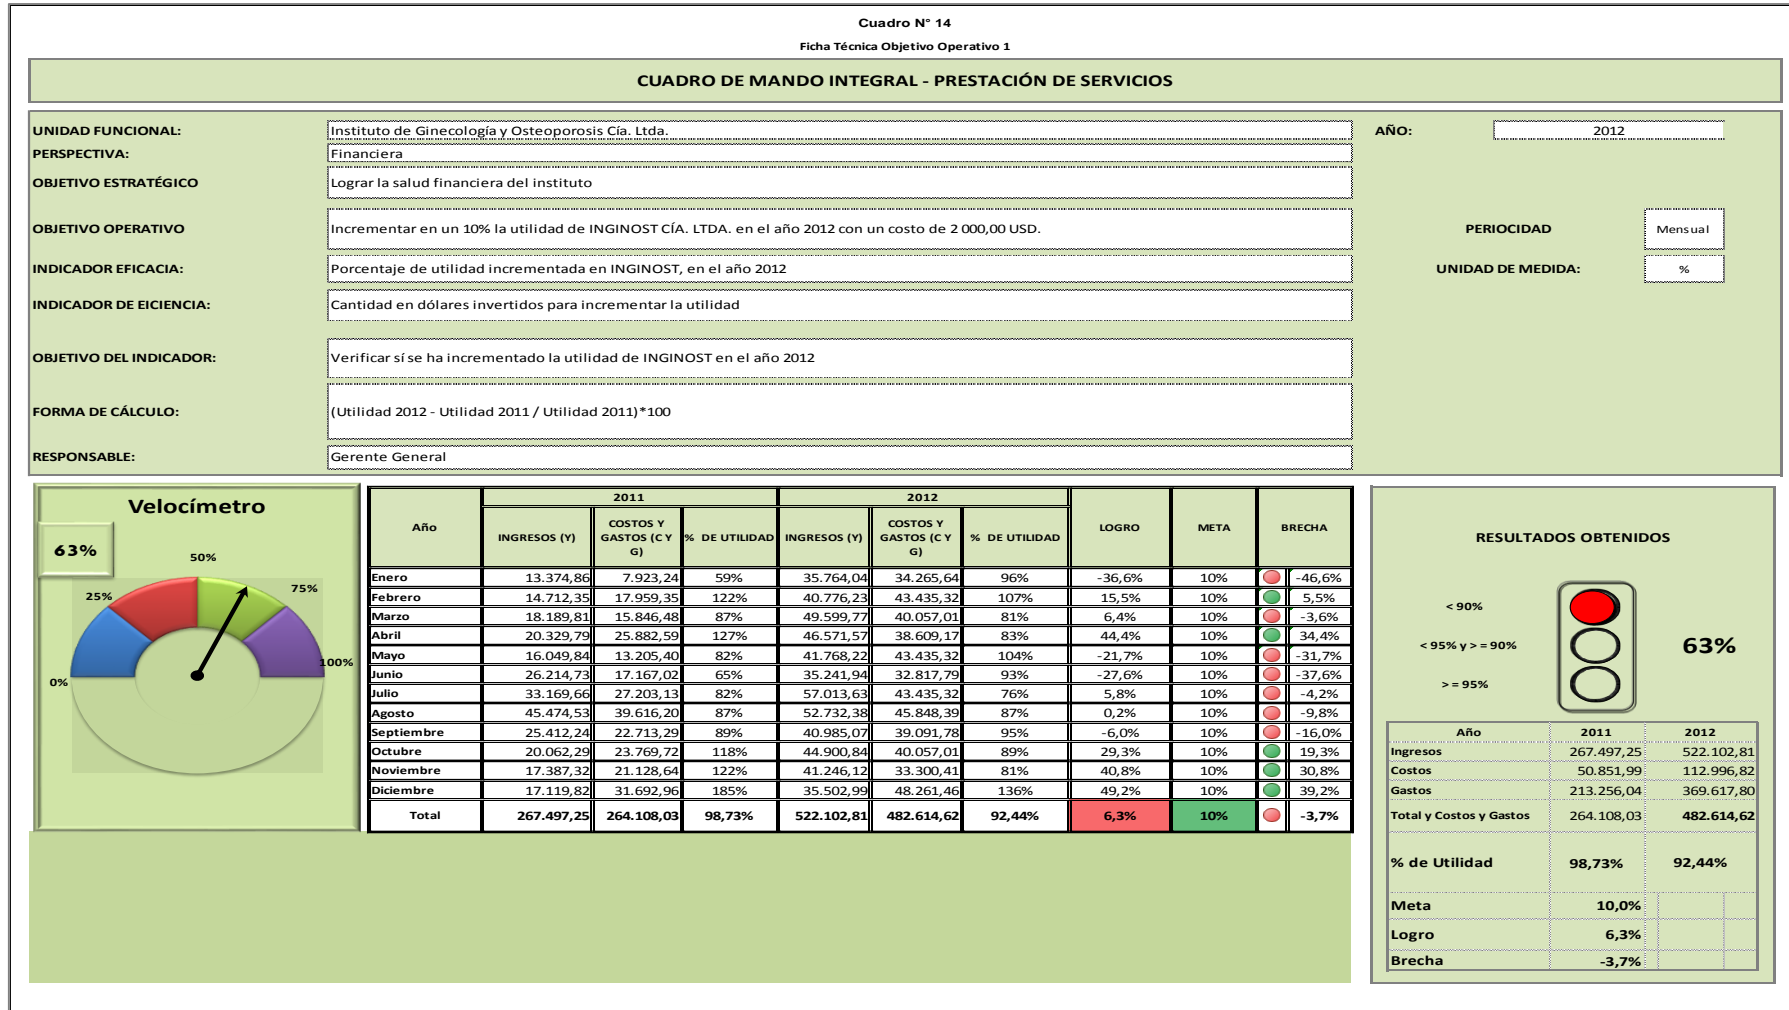 Cuadro N° 14
Ficha Técnica Objetivo Operativo 1
CUADRO DE MANDO INTEGRAL - PRESTACIÓN DE SERVICIOS
UNIDAD FUNCIONAL: Instituto de Ginecología y Osteoporosis Cía. Ltda. AÑO: 2012
PERSPECTIVA: Financiera
OBJETIVO ESTRATÉGICO Lograr la salud financiera del instituto
OBJETIVO OPERATIVO Incrementar en un 10% la utilidad de INGINOST CÍA. LTDA. en el año 2012 con un costo de 2 000,00 USD. PERIOCIDAD Mensual
INDICADOR EFICACIA: Porcentaje de utilidad incrementada en INGINOST, en el año 2012 UNIDAD DE MEDIDA: %
INDICADOR DE EICIENCIA: Cantidad en dólares invertidos para incrementar la utilidad
OBJETIVO DEL INDICADOR: Verificar sí se ha incrementado la utilidad de INGINOST en el año 2012
FORMA DE CÁLCULO: (Utilidad 2012 - Utilidad 2011 / Utilidad 2011)*100
RESPONSABLE: Gerente General
Velocímetro
63%
0%
25%
50%
75%
100%
Año 2011 2012 LOGRO META BRECHA
INGRESOS (Y) COSTOS Y GASTOS (C Y G) % DE UTILIDAD INGRESOS (Y) COSTOS Y GASTOS (C Y G) % DE UTILIDAD
Enero 13.374,86 7.923,24 59% 35.764,04 34.265,64 96% -36,6% 10% -46,6%
Febrero 14.712,35 17.959,35 122% 40.776,23 43.435,32 107% 15,5% 10% 5,5%
Marzo 18.189,81 15.846,48 87% 49.599,77 40.057,01 81% 6,4% 10% -3,6%
Abril 20.329,79 25.882,59 127% 46.571,57 38.609,17 83% 44,4% 10% 34,4%
Mayo 16.049,84 13.205,40 82% 41.768,22 43.435,32 104% -21,7% 10% -31,7%
Junio 26.214,73 17.167,02 65% 35.241,94 32.817,79 93% -27,6% 10% -37,6%
Julio 33.169,66 27.203,13 82% 57.013,63 43.435,32 76% 5,8% 10% -4,2%
Agosto 45.474,53 39.616,20 87% 52.732,38 45.848,39 87% 0,2% 10% -9,8%
Septiembre 25.412,24 22.713,29 89% 40.985,07 39.091,78 95% -6,0% 10% -16,0%
Octubre 20.062,29 23.769,72 118% 44.900,84 40.057,01 89% 29,3% 10% 19,3%
Noviembre 17.387,32 21.128,64 122% 41.246,12 33.300,41 81% 40,8% 10% 30,8%
Diciembre 17.119,82 31.692,96 185% 35.502,99 48.261,46 136% 49,2% 10% 39,2%
Total 267.497,25 264.108,03 98,73% 522.102,81 482.614,62 92,44% 6,3% 10% -3,7%
RESULTADOS OBTENIDOS
< 90%
< 95% y > = 90%
> = 95%
63%
Año 2011 2012
Ingresos 267.497,25 522.102,81
Costos 50.851,99 112.996,82
Gastos 213.256,04 369.617,80
Total y Costos y Gastos 264.108,03 482.614,62
% de Utilidad 98,73% 92,44%
Meta 10,0%
Logro 6,3%
Brecha -3,7%